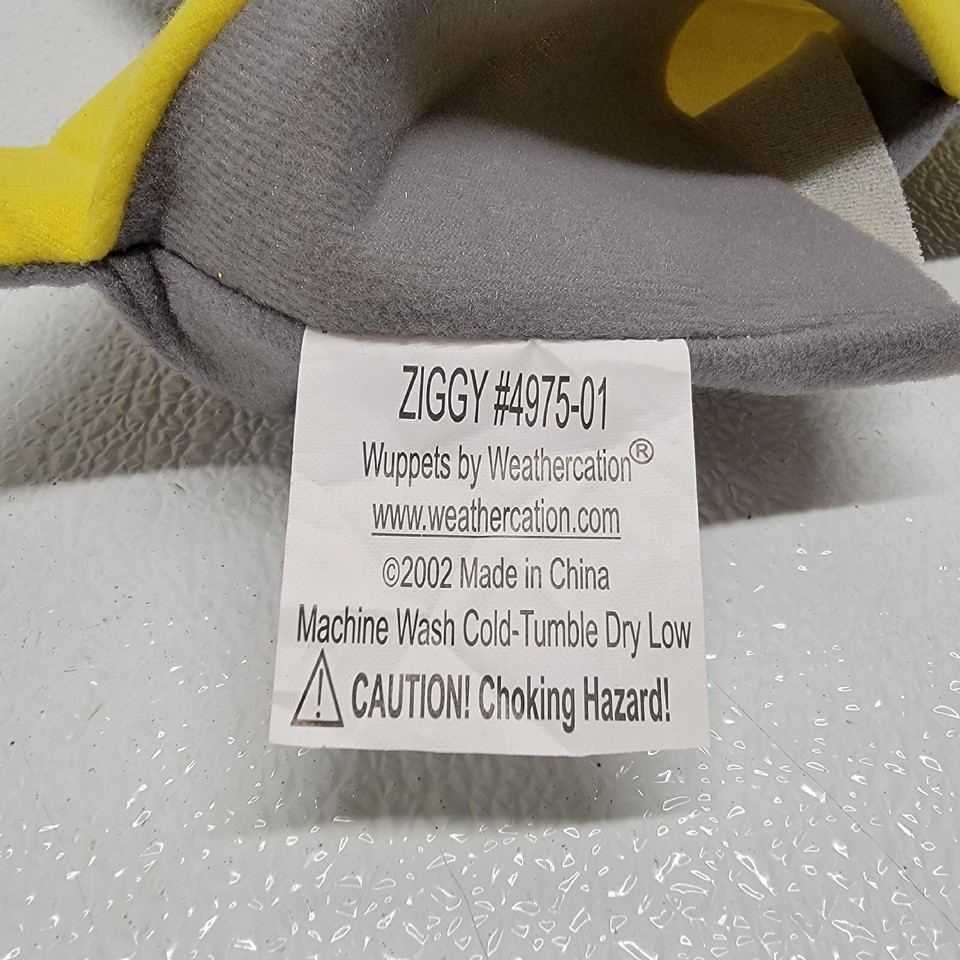 ZIGGY #4975-01
Wuppets by Weathercation®
www.weathercation.com
©2002 Made in China
Machine Wash Cold-Tumble Dry Low
CAUTION! Choking Hazard!